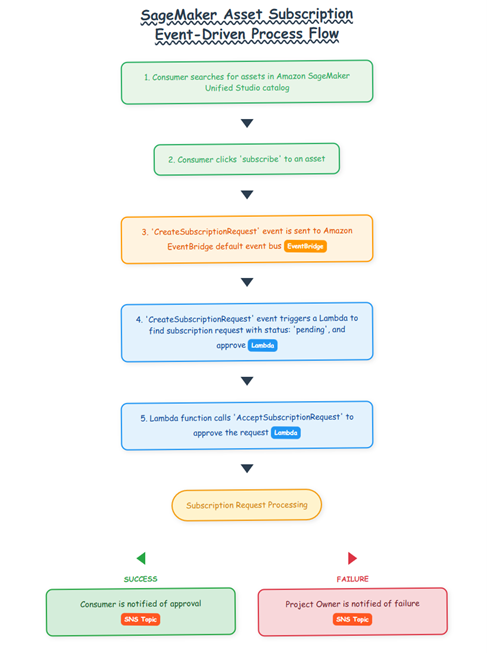 SageMaker Asset Subscription
Event-Driven Process Flow
1. Consumer searches for assets in Amazon SageMaker
Unified Studio catalog
2. Consumer clicks 'subscribe' to an asset
3. 'CreateSubscriptionRequest' event is sent to Amazon
EventBridge default event bus EventBridge
4. 'CreateSubscriptionRequest' event triggers a Lambda to
find subscription request with status: 'pending', and
approve Lambda
5. Lambda function calls 'AcceptSubscriptionRequest' to
approve the request Lambda
Subscription Request Processing
SUCCESS
Consumer is notified of approval
SNS Topic
FAILURE
Project Owner is notified of failure
SNS Topic